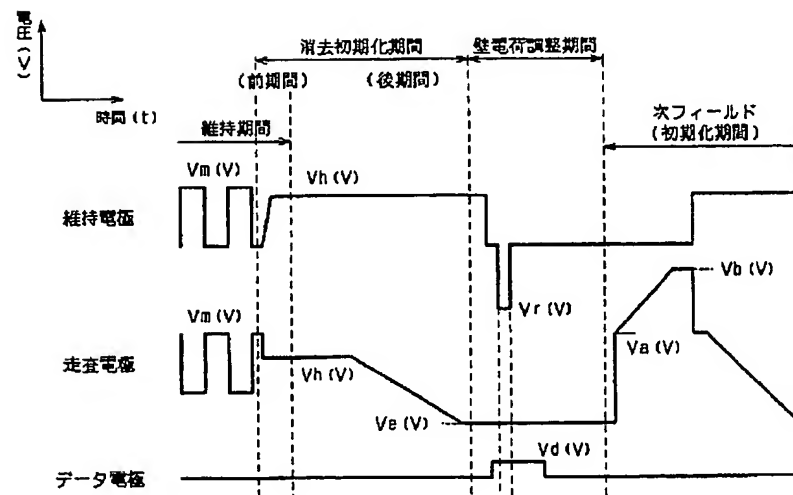 電圧(V)
時間(t)
消去初期化期間
壁電荷調整期間
(前期間)
(後期間)
維持期間
次フィールド
(初期化期間)
Vm(V)
Vh(V)
維持電極
Vr(V)
Vb(V)
Vm(V)
Va(V)
走査電極
Vh(V)
Ve(V)
Vd(V)
データ電極